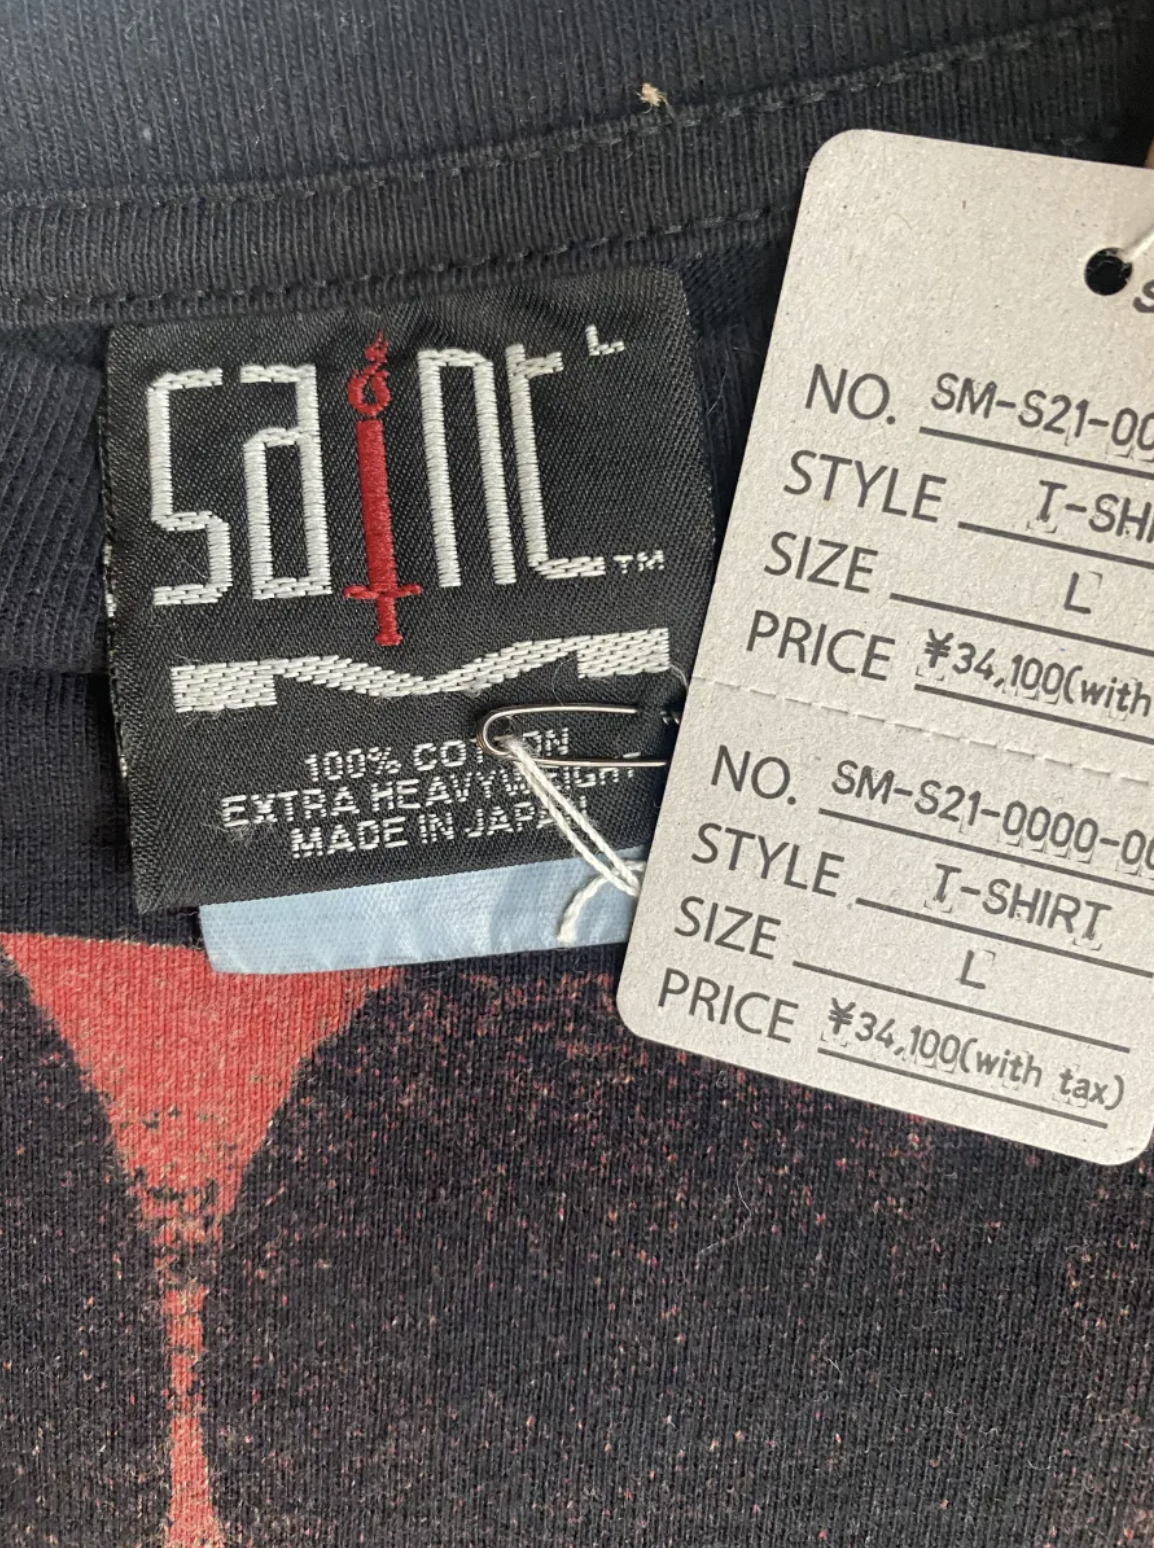 saint L
TM
M
100% COTTON
EXTRA HEAVYWEIGHT
MADE IN JAPAN
S
NO. SM-S21-00
STYLE T-SHI
SIZE L
PRICE ¥34,100(with
NO. SM-S21-0000-00
STYLE T-SHIRT
SIZE L
PRICE ¥34,100(with tax)